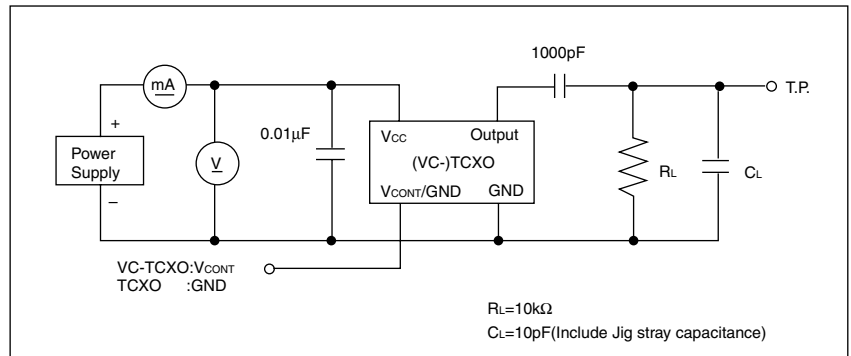 1000pF
mA
T.P.
+
0.01μF
VCC Output
Power
Supply
V
(VC-)TCXO
RL
CL
VCONT/GND GND
–
VC-TCXO:VCONT
TCXO :GND
RL=10kΩ
CL=10pF(Include Jig stray capacitance)